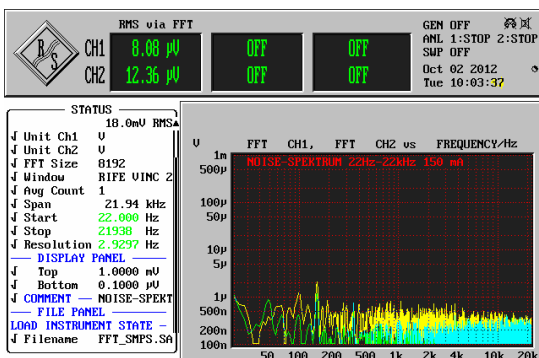 RMS via FFT
R S
CH1 8.08 µV OFF OFF
CH2 12.36 µV OFF OFF
GEN OFF
ANL 1:STOP 2:STOP
SWP OFF
Oct 02 2012
Tue 10:03:37
STATUS
18.0mV RMS
Unit Ch1 V
Unit Ch2 V
FFT Size 8192
Window RIFE VINC 2
Avg Count 1
Span 21.94 kHz
Start 22.000 Hz
Stop 21938 Hz
Resolution 2.9297 Hz
DISPLAY PANEL
Top 1.0000 mV
Bottom 0.1000 µV
COMMENT NOISE-SPEKT
FILE PANEL
LOAD INSTRUMENT STATE
Filename FFT_SMPS.SA
V FFT CH1, FFT CH2 vs FREQUENCY/Hz
NOISE-SPEKTRUM 22Hz-22kHz 150 mA
1m
500µ
100µ
50µ
10µ
5µ
1µ
500n
200n
100n
50 100 200 500 1k 2k 4k 10k 20k